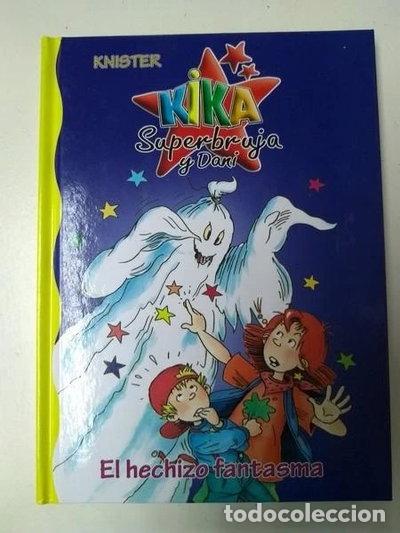 KNISTER
KIKA
Superbruja
y Dani
El hechizo fantasma
todocoleccion